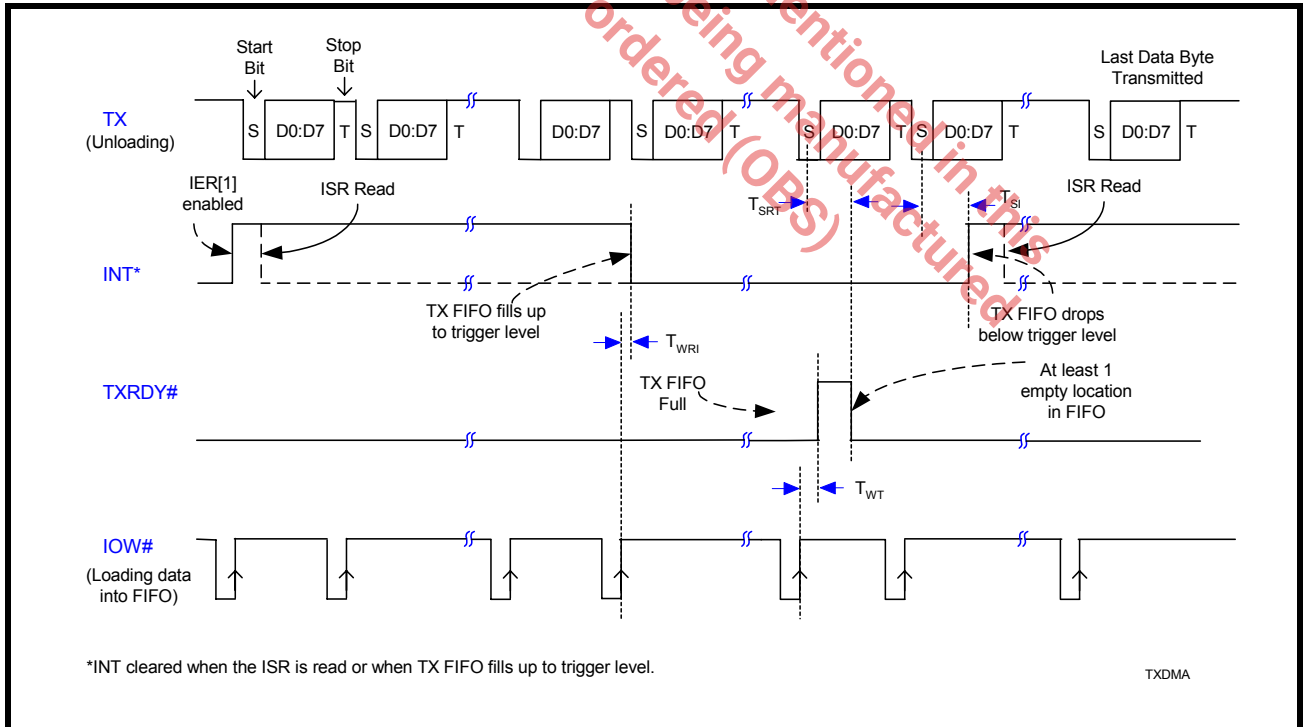 mentioned in this
being manufactured
ordered (OBS)
Start
Bit
Stop
Bit
Last Data Byte
Transmitted
TX
(Unloading)
S D0:D7 T S D0:D7 T D0:D7 S D0:D7 T S D0:D7 T S D0:D7 T S D0:D7 T
IER[1]
enabled
ISR Read
TSRT
TSI
ISR Read
INT*
TX FIFO fills up
to trigger level
TX FIFO drops
below trigger level
TWRI
TXRDY#
TX FIFO
Full
At least 1
empty location
in FIFO
TWT
IOW#
(Loading data
into FIFO)
*INT cleared when the ISR is read or when TX FIFO fills up to trigger level.
TXDMA